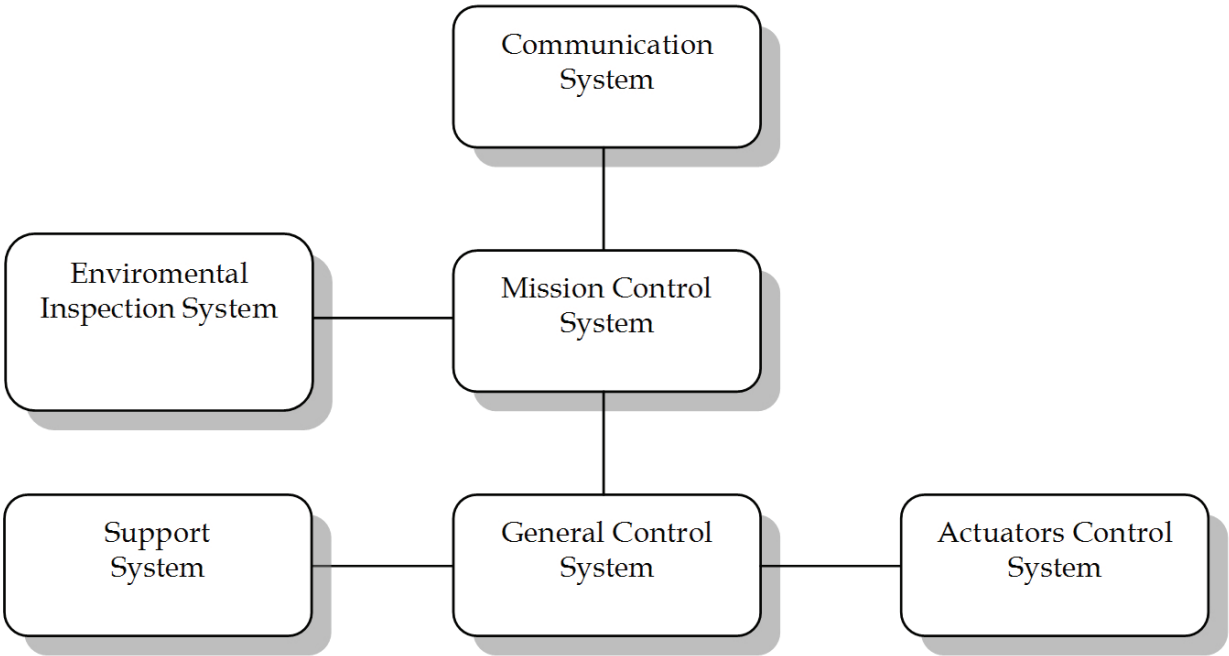 Communication
System
Enviromental
Inspection System
Mission Control
System
Support
System
General Control
System
Actuators Control
System